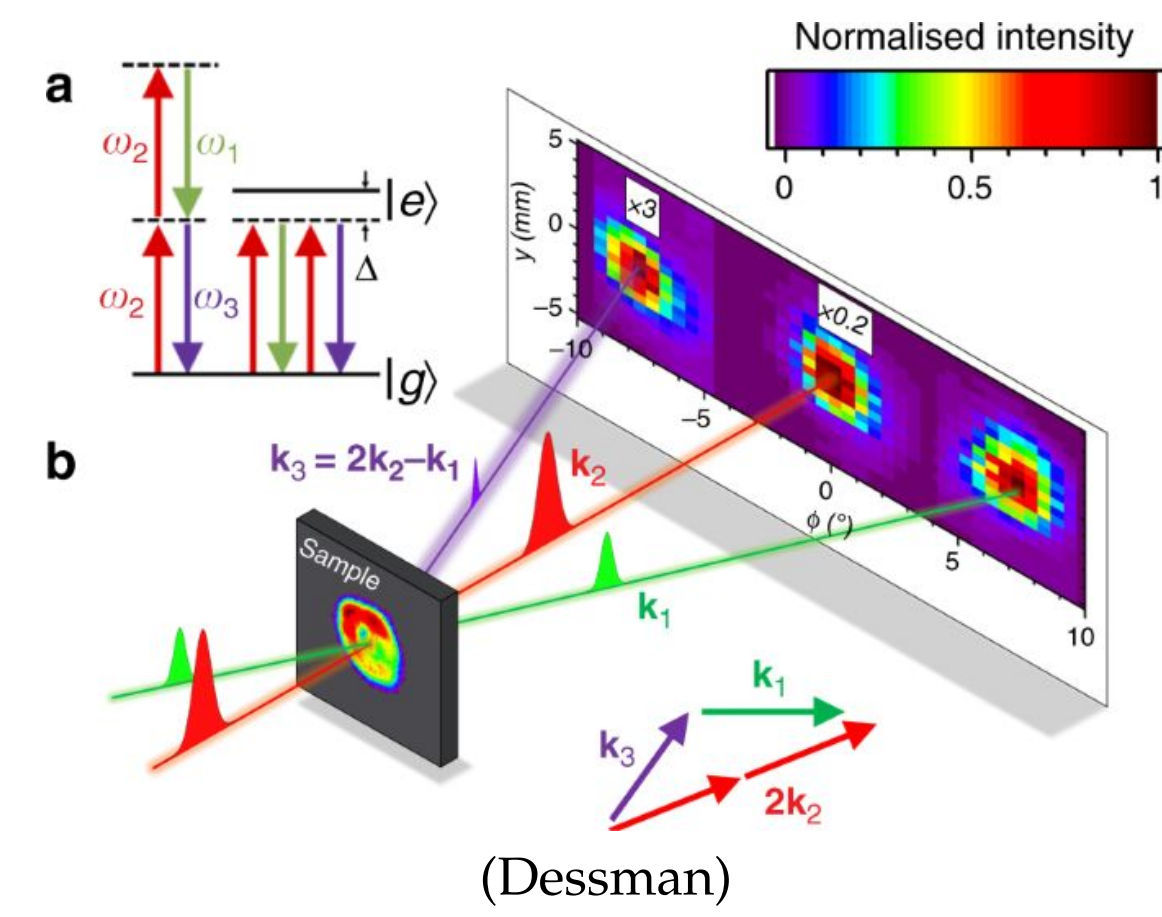 a
ω2
ω1
|e⟩
Δ
ω2
ω3
|g⟩
Normalised intensity
0
0.5
1
y (mm)
5
0
−5
×3
×0.2
−10
−5
0
5
10
ϕ (°)
b
k3 = 2k2−k1
k2
k1
Sample
k1
k3
2k2
(Dessman)